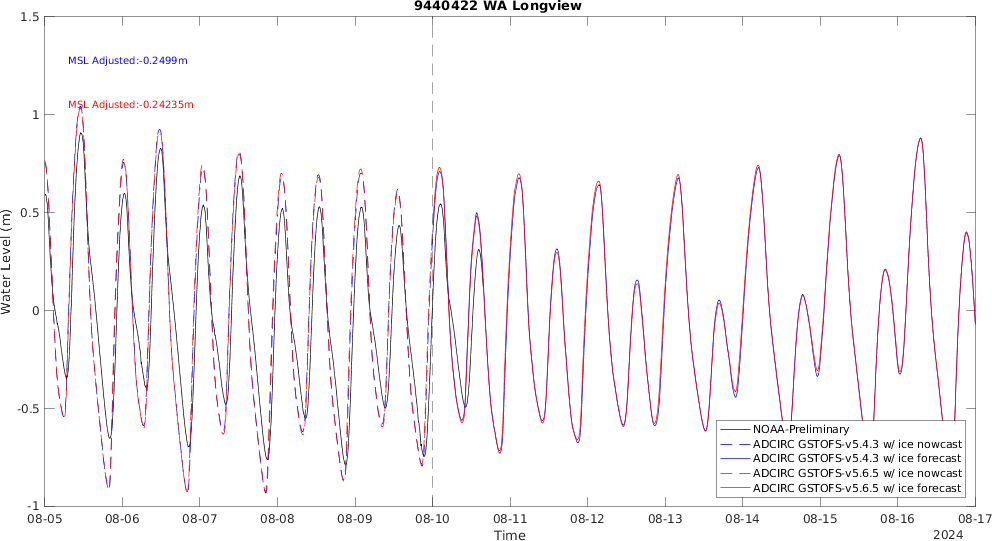 9440422 WA Longview
1.5
1
0.5
0
-0.5
-1
Water Level (m)
MSL Adjusted:-0.2499m
MSL Adjusted:-0.24235m
NOAA-Preliminary
ADCIRC GSTOFS-v5.4.3 w/ ice nowcast
ADCIRC GSTOFS-v5.4.3 w/ ice forecast
ADCIRC GSTOFS-v5.6.5 w/ ice nowcast
ADCIRC GSTOFS-v5.6.5 w/ ice forecast
08-05 08-06 08-07 08-08 08-09 08-10 08-11 08-12 08-13 08-14 08-15 08-16 08-17
Time
2024